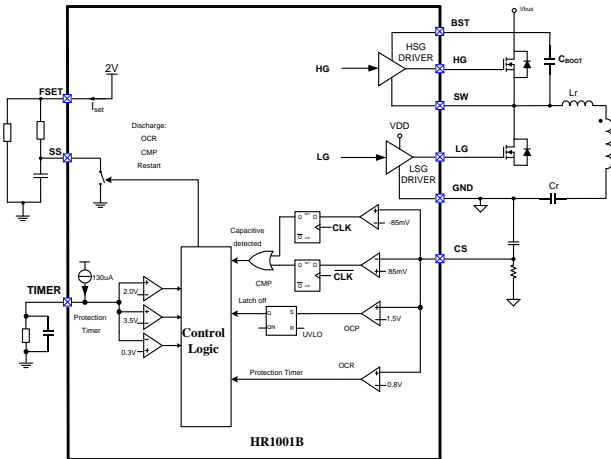 Vbus
BST
HSG
DRIVER
HG
HG
C BOOT
2V
FSET
I set
SW
Lr
Discharge:
OCR
CMP
Restart
VDD
SS
LG
LG
LSG
DRIVER
GND
Cr
Capacitive
detected
Q
D
CLK
Q
-85mV
CS
Q
D
CLK
Q
85mV
CMP
130uA
TIMER
2.0V
Protection
Timer
3.5V
0.3V
Control
Logic
Latch off
Q
S
QN
R
UVLO
OCP
1.5V
Protection Timer
OCR
0.8V
HR1001B